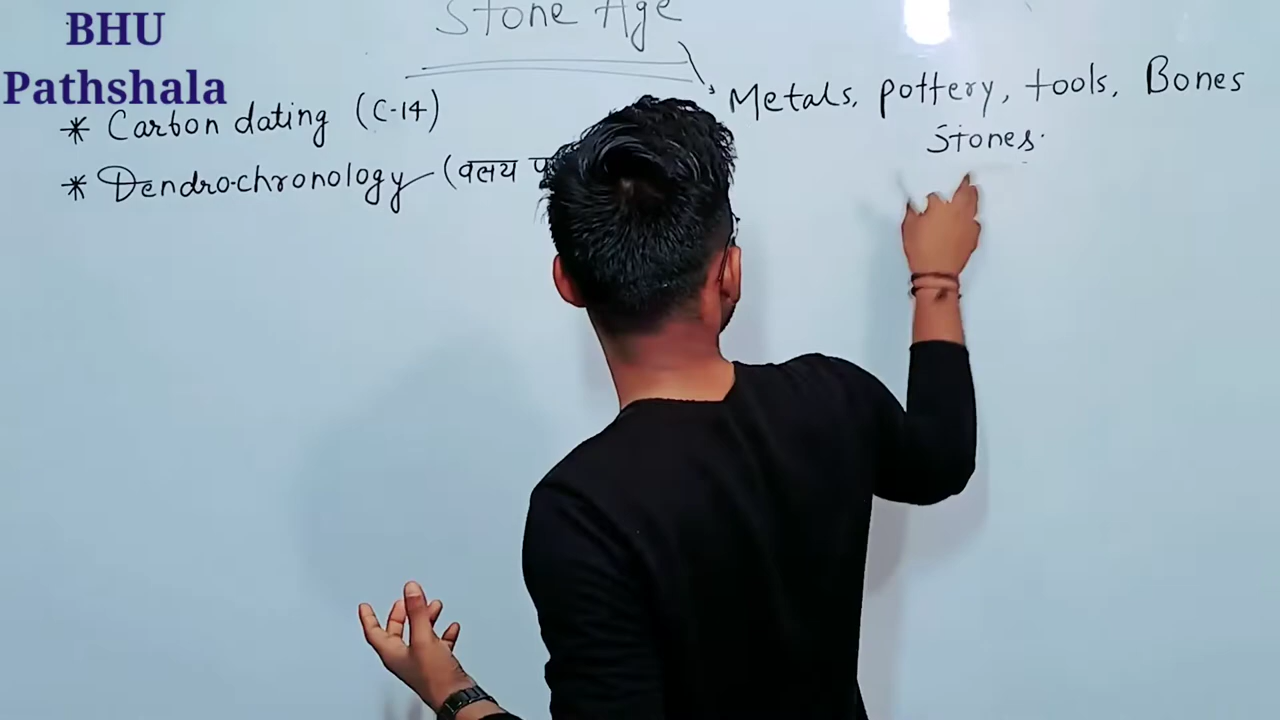 BHU
Pathshala
Stone Age
* Carbon dating (C-14)
* Dendrochronology (वलय
Metals, pottery, tools, Bones
Stones.